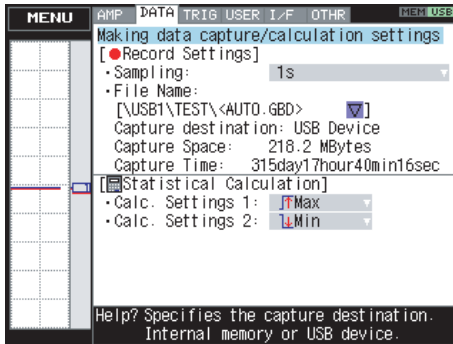 MENU AMP DATA TRIG USER I/F OTHR MEM USB
Making data capture/calculation settings
[●Record Settings]
・Sampling: 1s
・File Name:
[\USB1\TEST\<AUTO.GBD> ]
Capture destination: USB Device
Capture Space: 218.2 MBytes
Capture Time: 315day17hour40min16sec
[Statistical Calculation]
・Calc. Settings 1: Max
・Calc. Settings 2: Min
Help? Specifies the capture destination.
Internal memory or USB device.